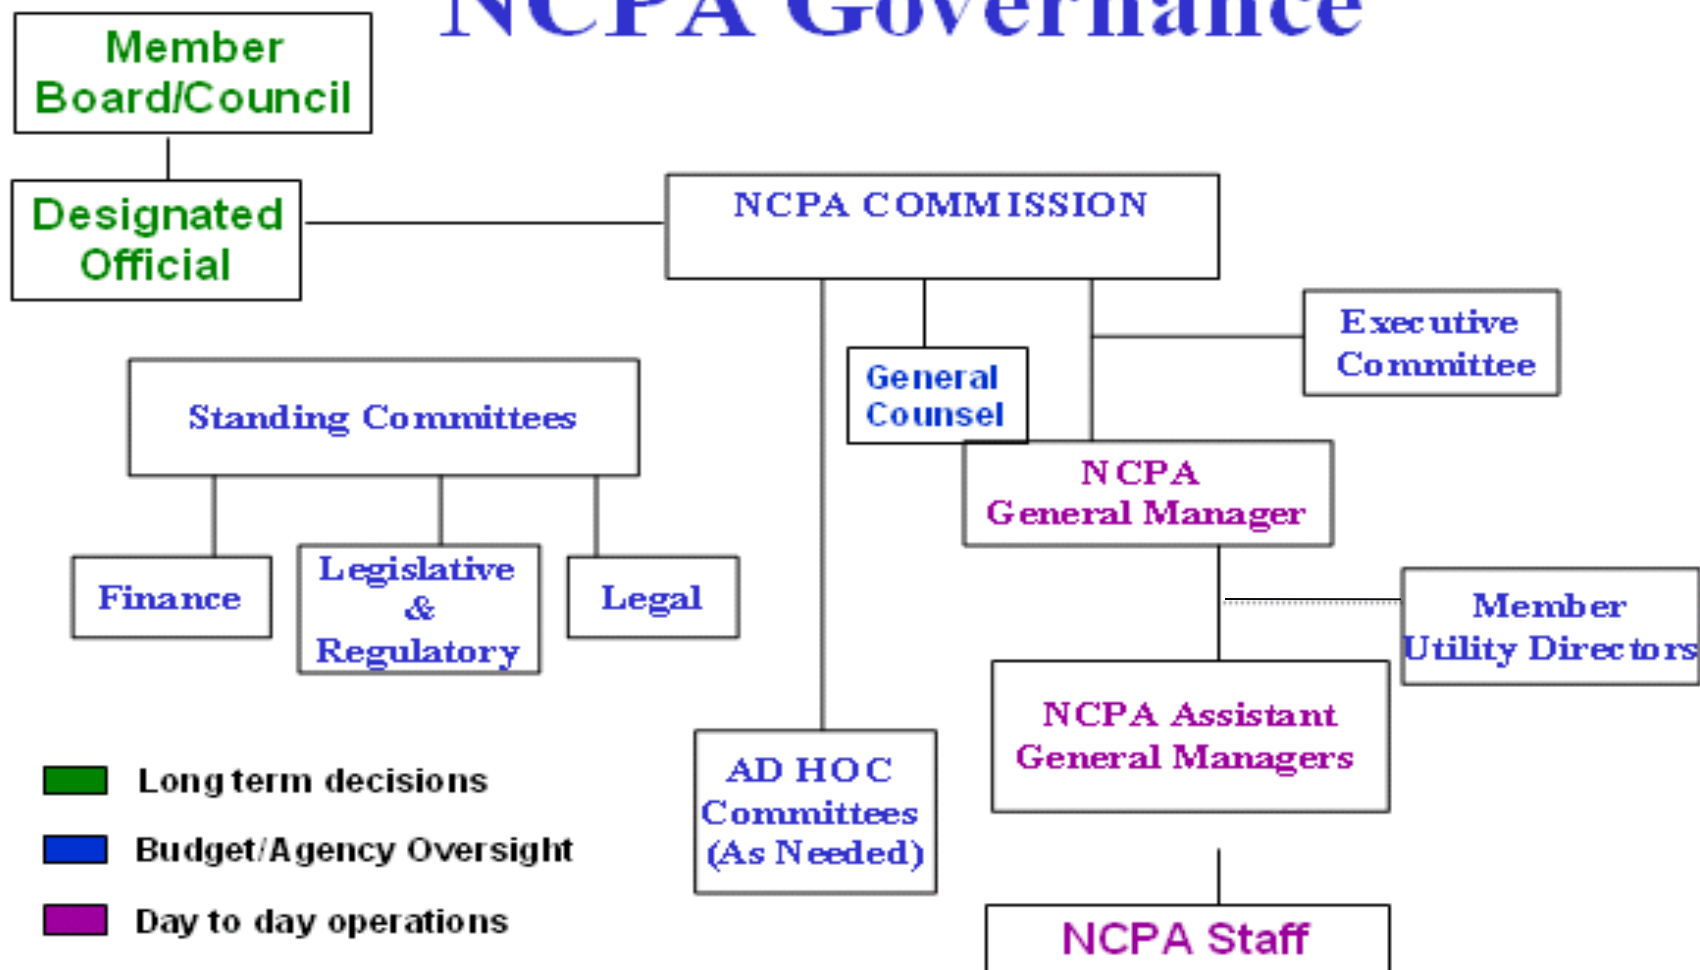 NCPA Governance
Member
Board/Council
Designated
Official
NCPA COMMISSION
Executive
Committee
General
Counsel
Standing Committees
NCPA
General Manager
Finance
Legislative
&
Regulatory
Legal
Member
Utility Directors
NCPA Assistant
General Managers
AD HOC
Committees
(As Needed)
Long term decisions
Budget/Agency Oversight
Day to day operations
NCPA Staff